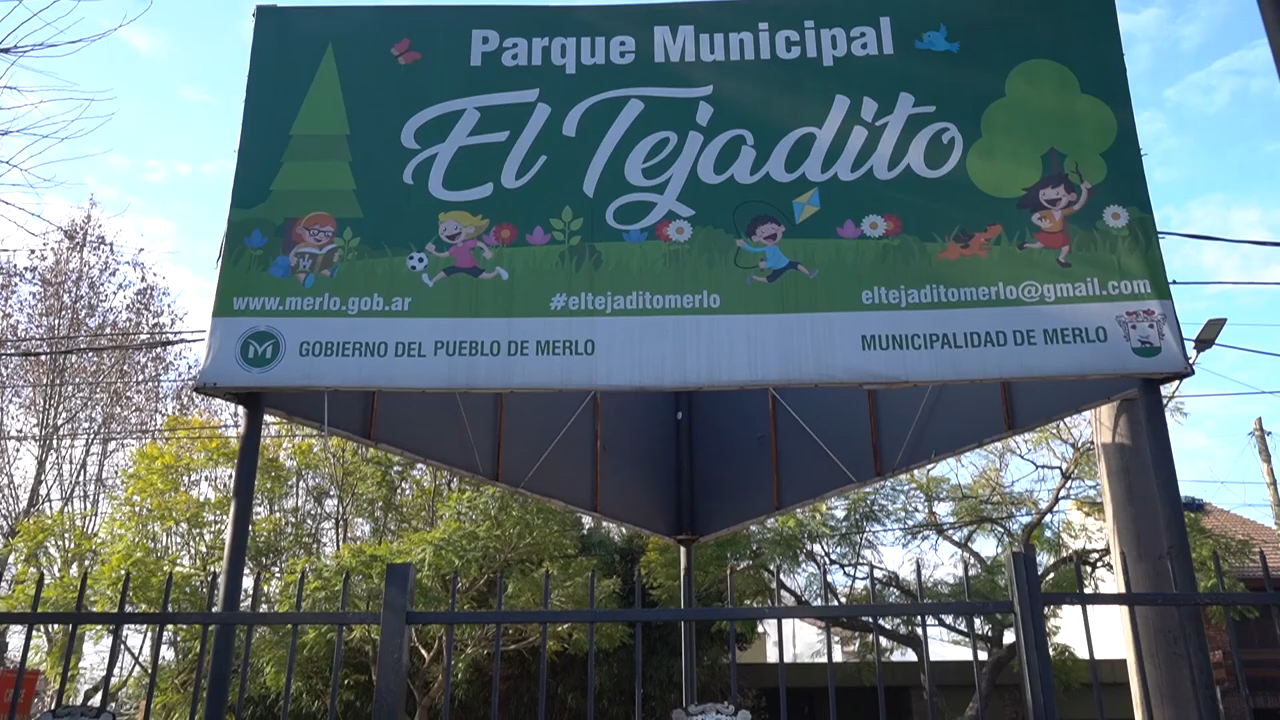 Parque Municipal
El Tejadito
www.merlo.gob.ar
#eltejaditomerlo
eltejaditomerlo@gmail.com
M GOBIERNO DEL PUEBLO DE MERLO
MUNICIPALIDAD DE MERLO